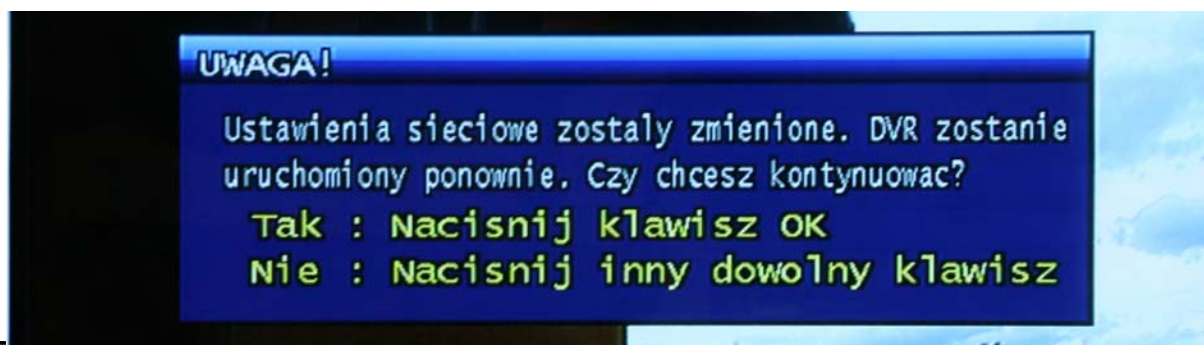 UWAGA!
Ustawienia sieciowe zostaly zmienione. DVR zostanie
uruchomiony ponownie. Czy chcesz kontynuowac?
Tak : Nacisnij klawisz OK
Nie : Nacisnij inny dowolny klawisz